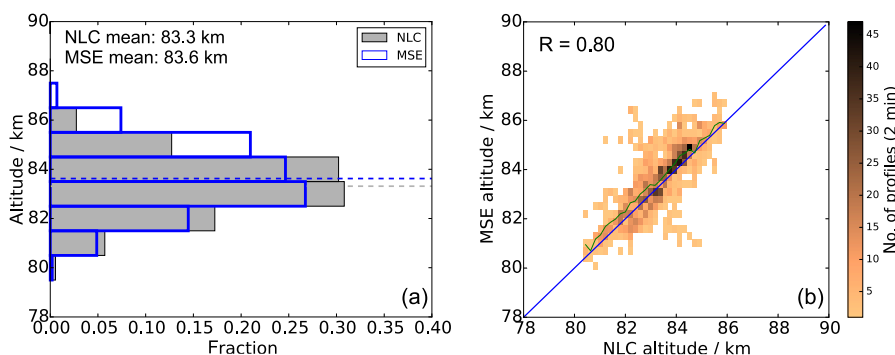 NLC mean: 83.3 km
MSE mean: 83.6 km
NLC
MSE
90
88
86
84
82
80
78
Altitude / km
0.00 0.05 0.10 0.15 0.20 0.25 0.30 0.35 0.40
Fraction
(a)
R = 0.80
90
88
86
84
82
80
78
MSE altitude / km
78 80 82 84 86 88 90
NLC altitude / km
(b)
45
40
35
30
25
20
15
10
5
No. of profiles (2 min)